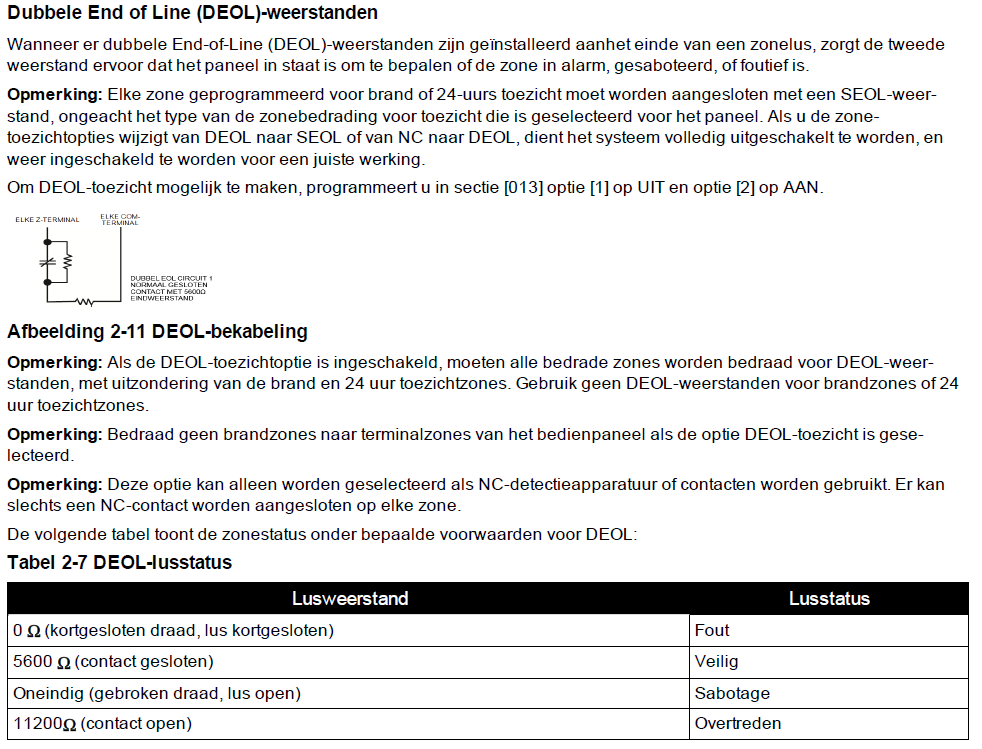 Dubbele End of Line (DEOL)-weerstanden
Wanneer er dubbele End-of-Line (DEOL)-weerstanden zijn geïnstalleerd aanhet einde van een zonelus, zorgt de tweede
weerstand ervoor dat het paneel in staat is om te bepalen of de zone in alarm, gesaboteerd, of foutief is.
Opmerking: Elke zone geprogrammeerd voor brand of 24-uurs toezicht moet worden aangesloten met een SEOL-weer-
stand, ongeacht het type van de zonebedrading voor toezicht die is geselecteerd voor het paneel. Als u de zone-
toezichtopties wijzigt van DEOL naar SEOL of van NC naar DEOL, dient het systeem volledig uitgeschakelt te worden, en
weer ingeschakeld te worden voor een juiste werking.
Om DEOL-toezicht mogelijk te maken, programmeert u in sectie [013] optie [1] op UIT en optie [2] op AAN.
ELKE Z-TERMINAL
ELKE COM-
TERMINAL
DUBBEL EOL CIRCUIT 1
NORMAAL GESLOTEN
CONTACT MET 5600Ω
EINDWEERSTAND
Afbeelding 2-11 DEOL-bekabeling
Opmerking: Als de DEOL-toezichtoptie is ingeschakeld, moeten alle bedrade zones worden bedraad voor DEOL-weer-
standen, met uitzondering van de brand en 24 uur toezichtzones. Gebruik geen DEOL-weerstanden voor brandzones of 24
uur toezichtzones.
Opmerking: Bedraad geen brandzones naar terminalzones van het bedienpaneel als de optie DEOL-toezicht is gese-
lecteerd.
Opmerking: Deze optie kan alleen worden geselecteerd als NC-detectieapparatuur of contacten worden gebruikt. Er kan
slechts een NC-contact worden aangesloten op elke zone.
De volgende tabel toont de zonestatus onder bepaalde voorwaarden voor DEOL:
Tabel 2-7 DEOL-lusstatus
Lusweerstand Lusstatus
0 Ω (kortgesloten draad, lus kortgesloten) Fout
5600 Ω (contact gesloten) Veilig
Oneindig (gebroken draad, lus open) Sabotage
11200Ω (contact open) Overtreden